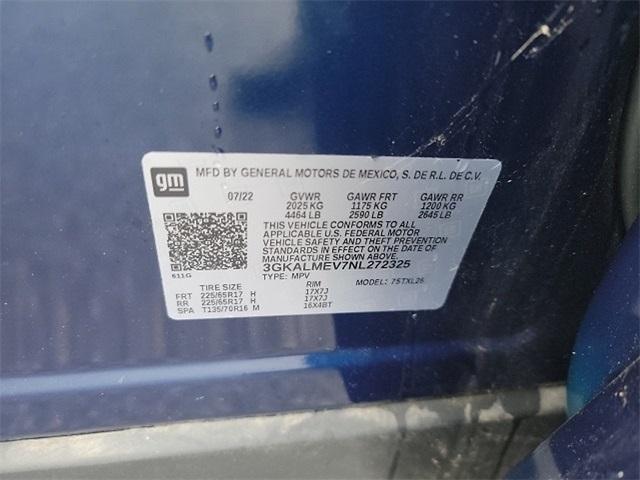 gm
MFD BY GENERAL MOTORS DE MEXICO, S. DE R.L. DE C.V.
07/22 GVWR GAWR FRT GAWR RR
2025 KG 1175 KG 1200 KG
4464 LB 2590 LB 2645 LB
THIS VEHICLE CONFORMS TO ALL
APPLICABLE U.S. FEDERAL MOTOR
VEHICLE SAFETY AND THEFT PREVENTION
STANDARDS IN EFFECT ON THE DATE OF
MANUFACTURE SHOWN ABOVE.
3GKALMEV7NL272325
611G
TYPE: MPV MODEL: 75TXL26
TIRE SIZE RIM
FRT 225/65R17 H 17X7J
RR 225/65R17 H 17X7J
SPA T135/70R16 M 16X4BT